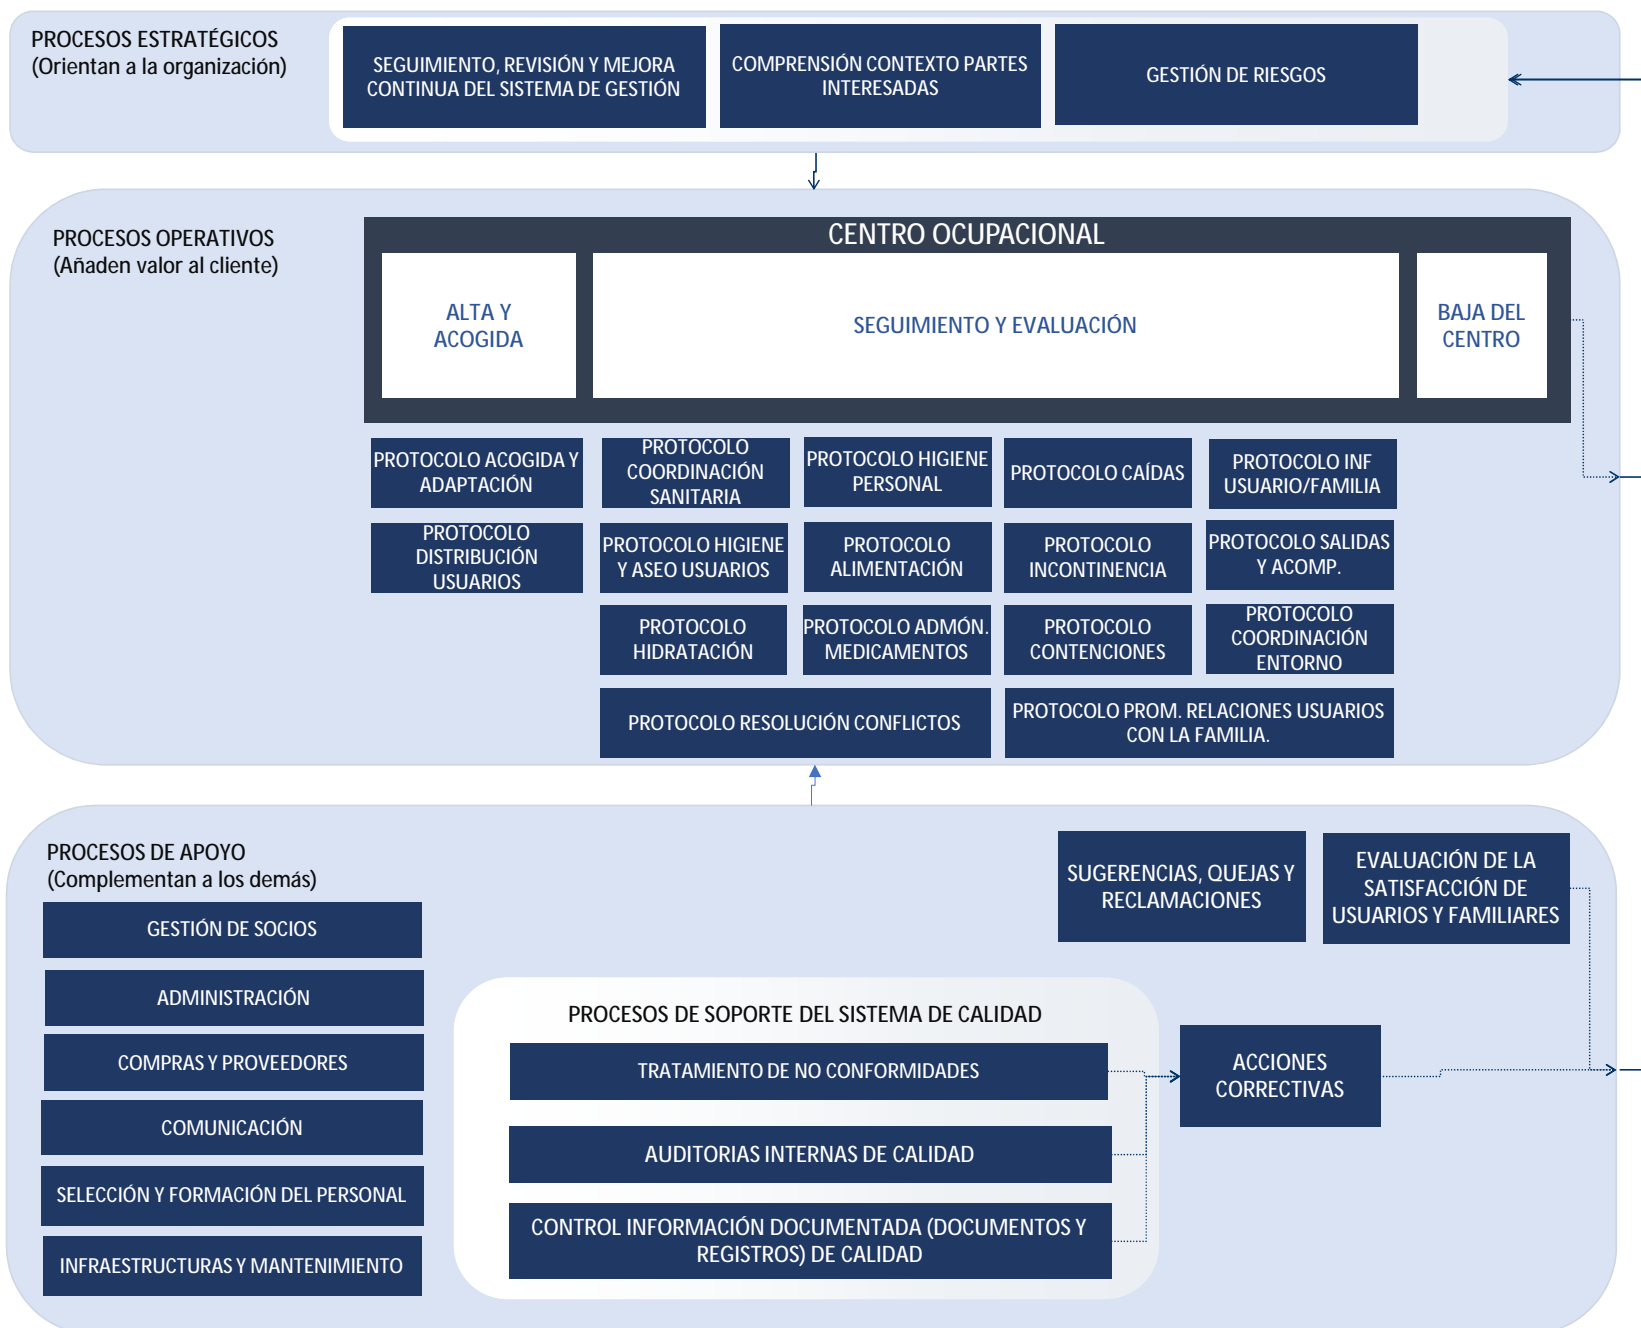 PROCESOS ESTRATÉGICOS
(Orientan a la organización)
SEGUIMIENTO, REVISIÓN Y MEJORA
CONTINUA DEL SISTEMA DE GESTIÓN
COMPRENSIÓN CONTEXTO PARTES
INTERESADAS
GESTIÓN DE RIESGOS
PROCESOS OPERATIVOS
(Añaden valor al cliente)
CENTRO OCUPACIONAL
ALTA Y
ACOGIDA
SEGUIMIENTO Y EVALUACIÓN
BAJA DEL
CENTRO
PROTOCOLO ACOGIDA Y
ADAPTACIÓN
PROTOCOLO
COORDINACIÓN
SANITARIA
PROTOCOLO HIGIENE
PERSONAL
PROTOCOLO CAÍDAS
PROTOCOLO INF
USUARIO/FAMILIA
PROTOCOLO
DISTRIBUCIÓN
USUARIOS
PROTOCOLO HIGIENE
Y ASEO USUARIOS
PROTOCOLO
ALIMENTACIÓN
PROTOCOLO
INCONTINENCIA
PROTOCOLO SALIDAS
Y ACOMP.
PROTOCOLO
HIDRATACIÓN
PROTOCOLO ADMÓN.
MEDICAMENTOS
PROTOCOLO
CONTENCIONES
PROTOCOLO
COORDINACIÓN
ENTORNO
PROTOCOLO RESOLUCIÓN CONFLICTOS
PROTOCOLO PROM. RELACIONES USUARIOS
CON LA FAMILIA.
PROCESOS DE APOYO
(Complementan a los demás)
SUGERENCIAS, QUEJAS Y
RECLAMACIONES
EVALUACIÓN DE LA
SATISFACCIÓN DE
USUARIOS Y FAMILIARES
GESTIÓN DE SOCIOS
ADMINISTRACIÓN
COMPRAS Y PROVEEDORES
COMUNICACIÓN
SELECCIÓN Y FORMACIÓN DEL PERSONAL
INFRAESTRUCTURAS Y MANTENIMIENTO
PROCESOS DE SOPORTE DEL SISTEMA DE CALIDAD
TRATAMIENTO DE NO CONFORMIDADES
AUDITORIAS INTERNAS DE CALIDAD
CONTROL INFORMACIÓN DOCUMENTADA (DOCUMENTOS Y
REGISTROS) DE CALIDAD
ACCIONES
CORRECTIVAS